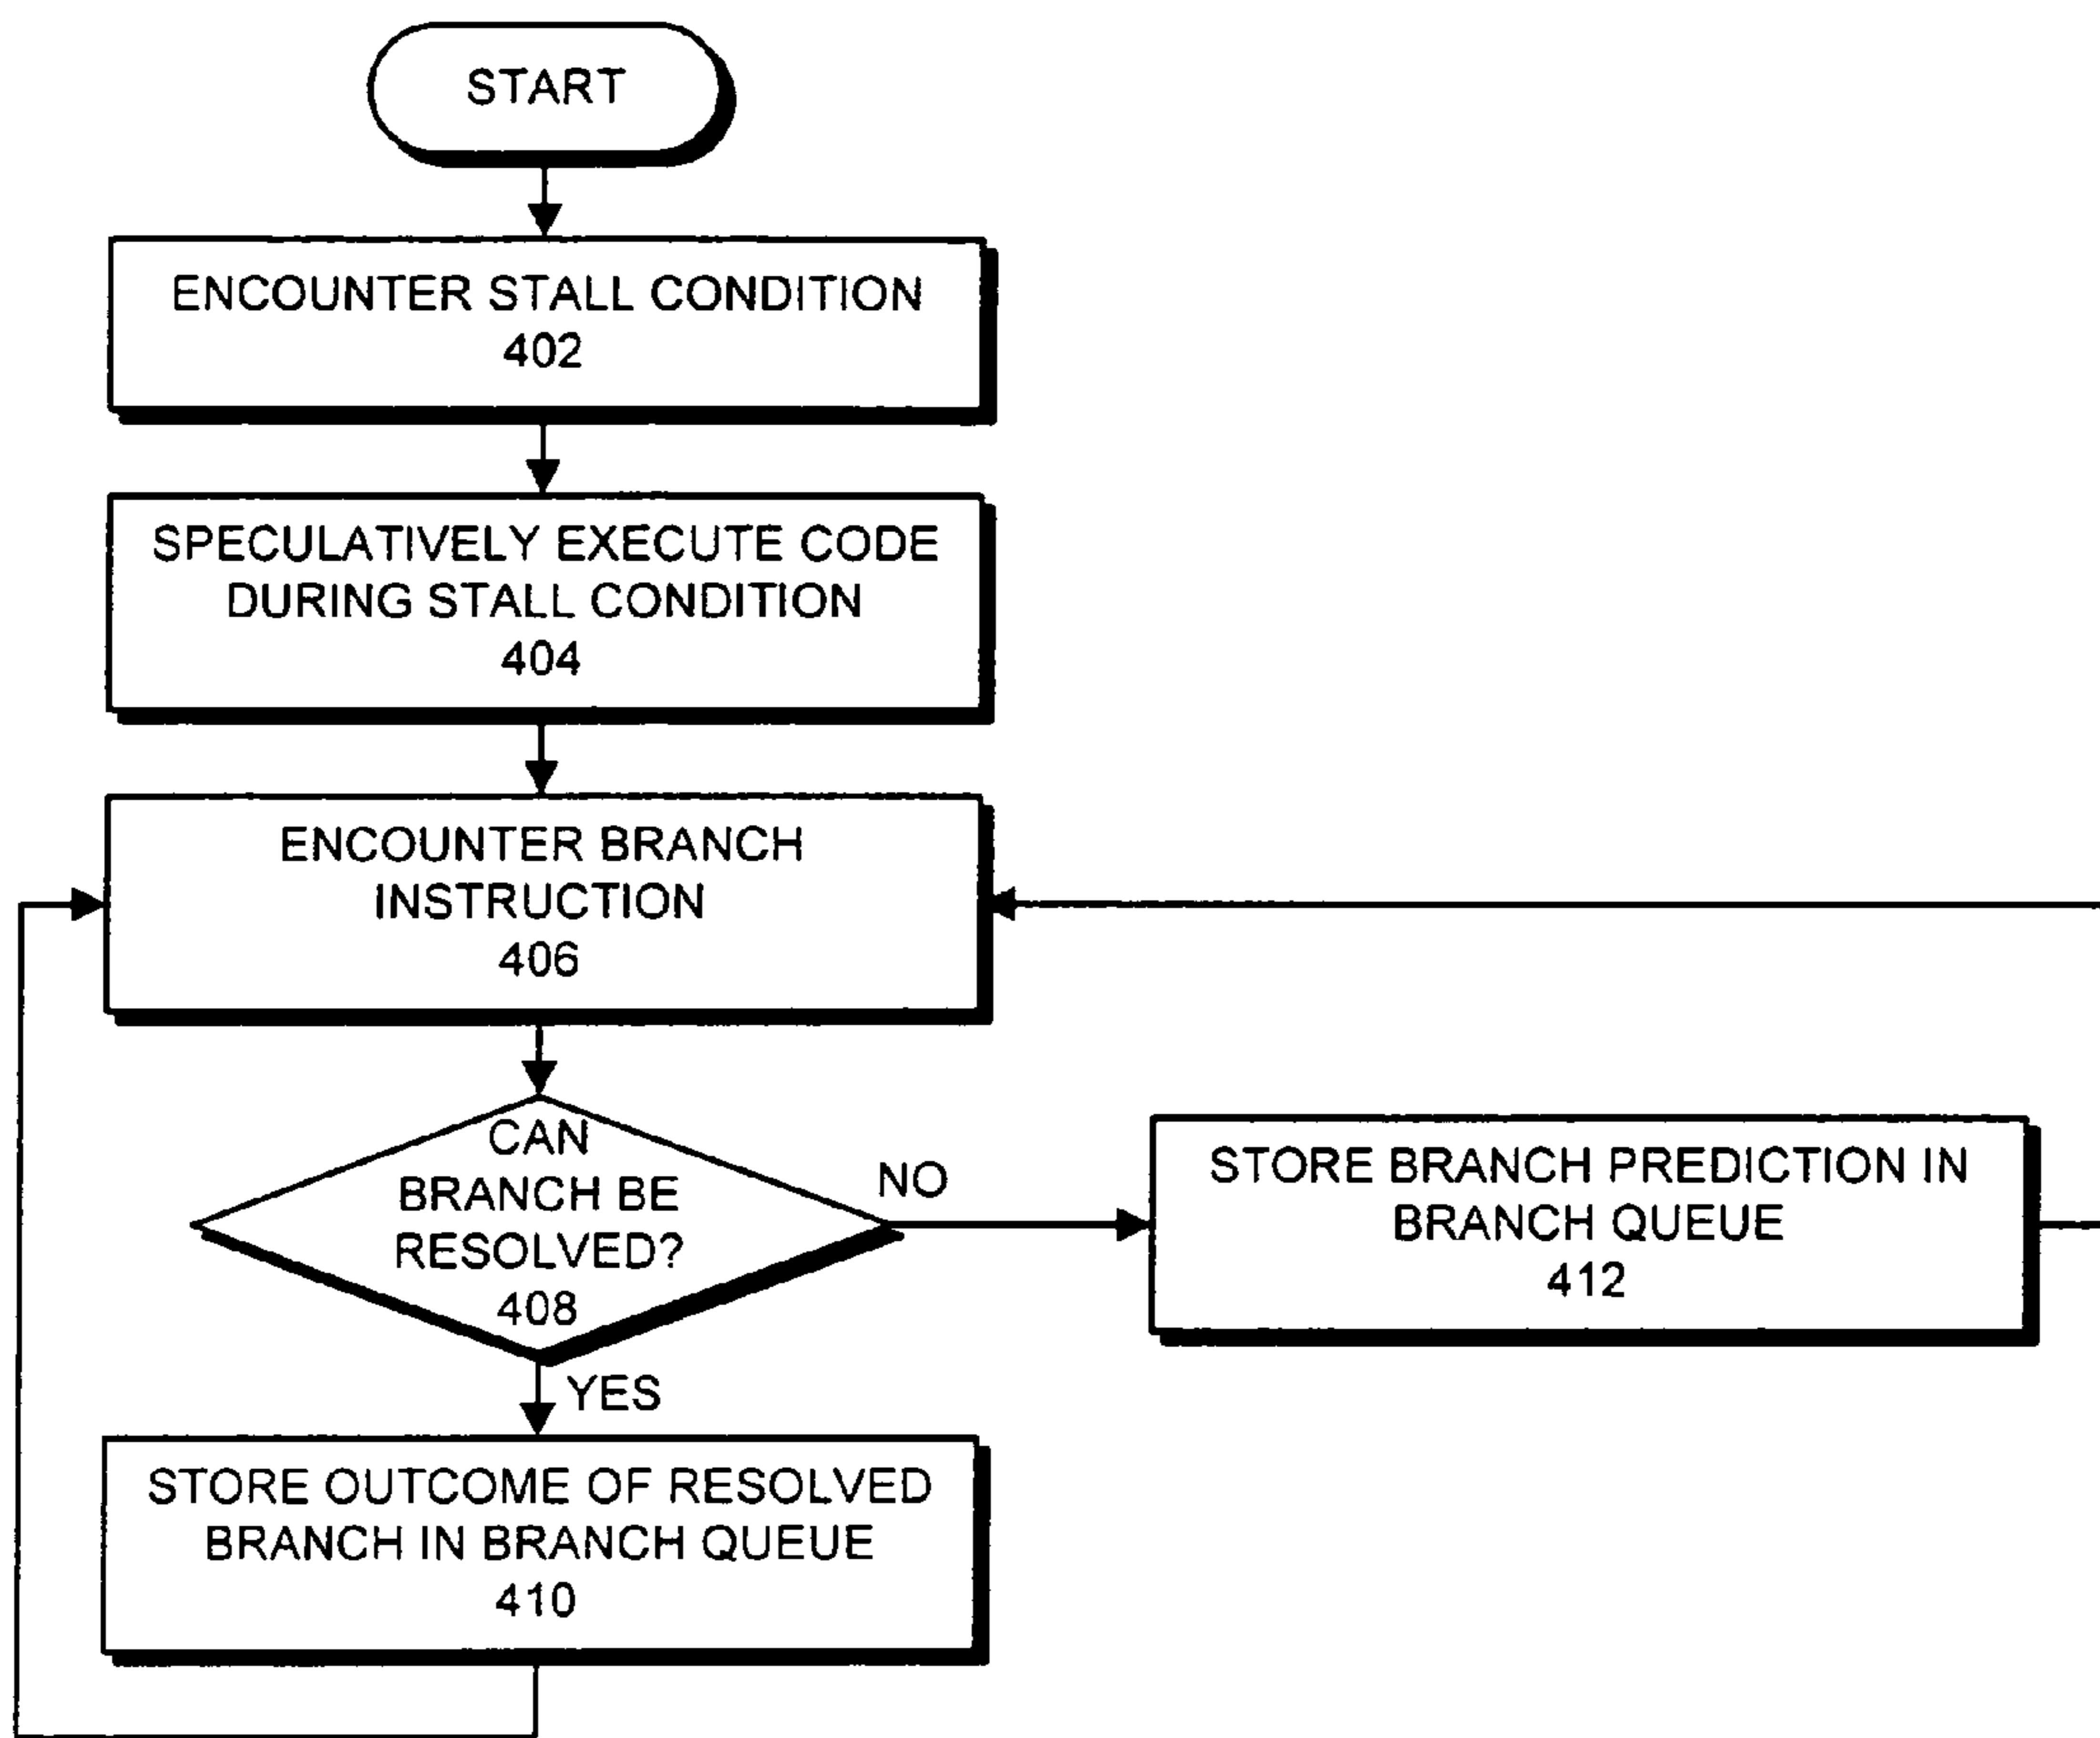 START
ENCOUNTER STALL CONDITION
402
SPECULATIVELY EXECUTE CODE
DURING STALL CONDITION
404
ENCOUNTER BRANCH
INSTRUCTION
406
CAN
BRANCH BE
RESOLVED?
408
NO
STORE BRANCH PREDICTION IN
BRANCH QUEUE
412
YES
STORE OUTCOME OF RESOLVED
BRANCH IN BRANCH QUEUE
410